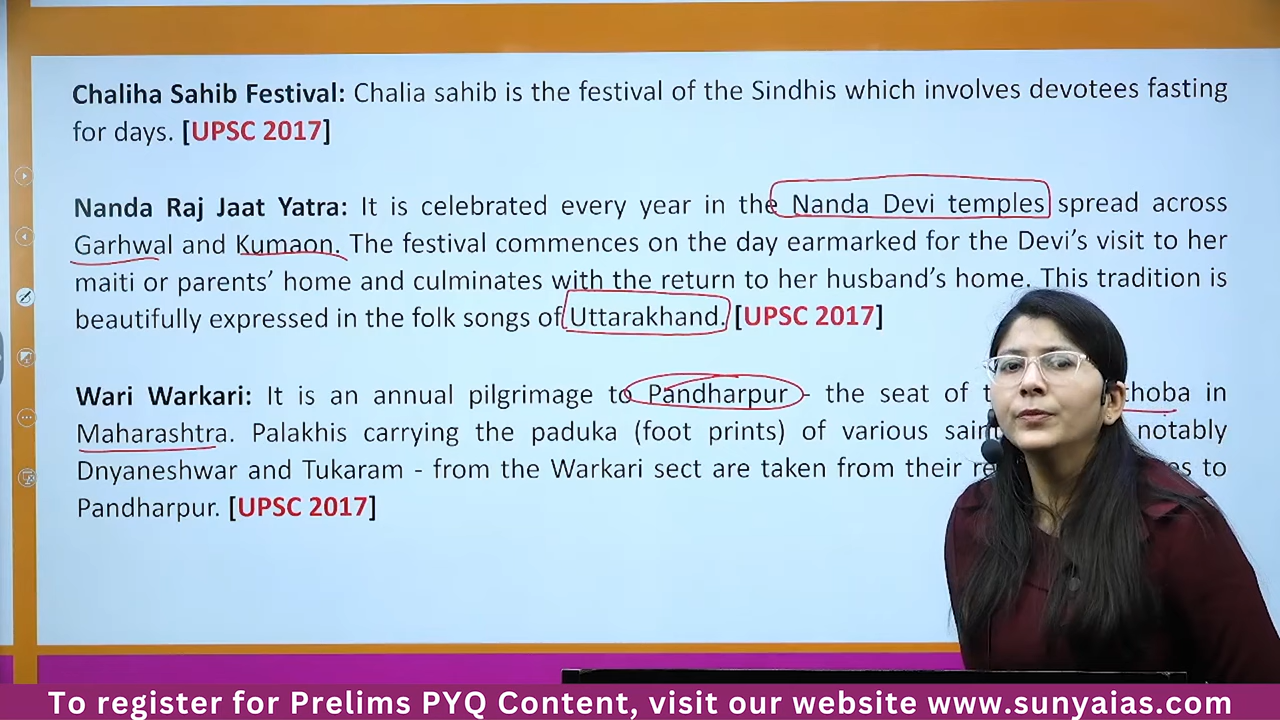 Chaliha Sahib Festival: Chalia sahib is the festival of the Sindhis which involves devotees fasting
for days. [UPSC 2017]
Nanda Raj Jaat Yatra: It is celebrated every year in the Nanda Devi temples spread across
Garhwal and Kumaon. The festival commences on the day earmarked for the Devi’s visit to her
maiti or parents’ home and culminates with the return to her husband’s home. This tradition is
beautifully expressed in the folk songs of Uttarakhand. [UPSC 2017]
Wari Warkari: It is an annual pilgrimage to Pandharpur - the seat of thoba in
Maharashtra. Palakhis carrying the paduka (foot prints) of various notably
Dnyaneshwar and Tukaram - from the Warkari sect are taken from their to
Pandharpur. [UPSC 2017]
To register for Prelims PYQ Content, visit our website www.sunyaias.com